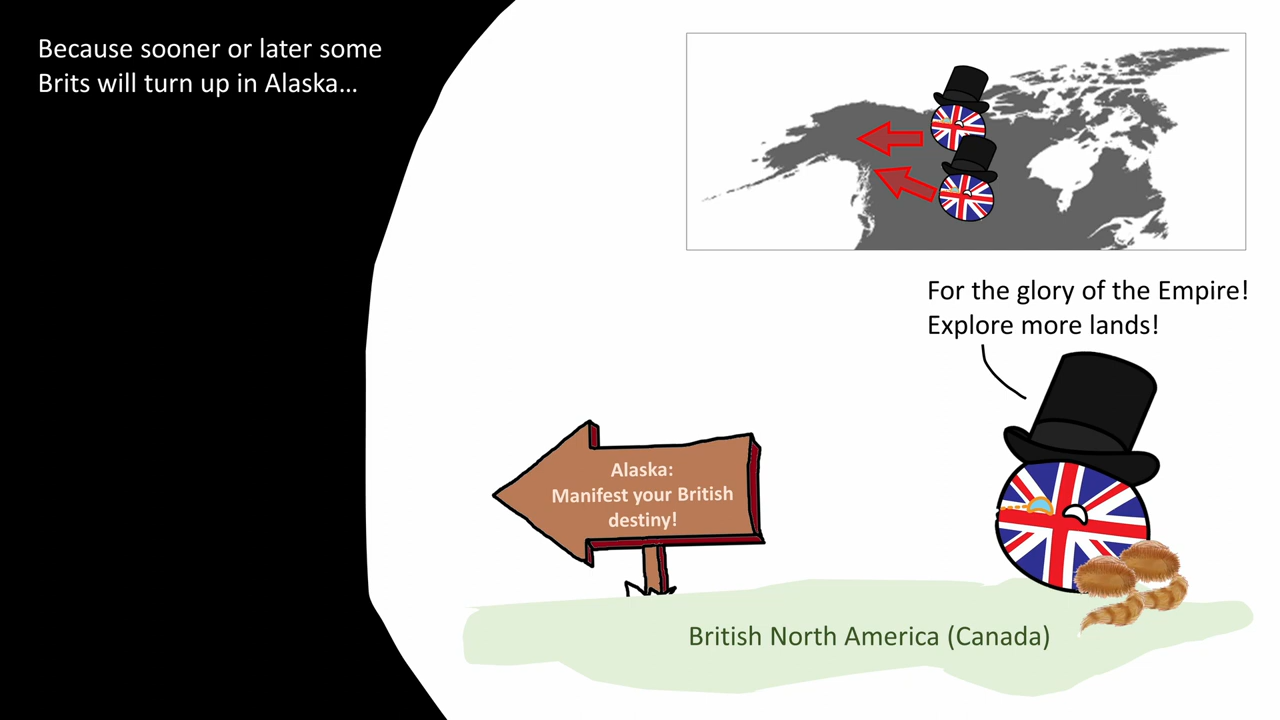 Because sooner or later some
Brits will turn up in Alaska...
For the glory of the Empire!
Explore more lands!
Alaska:
Manifest your British
destiny!
British North America (Canada)